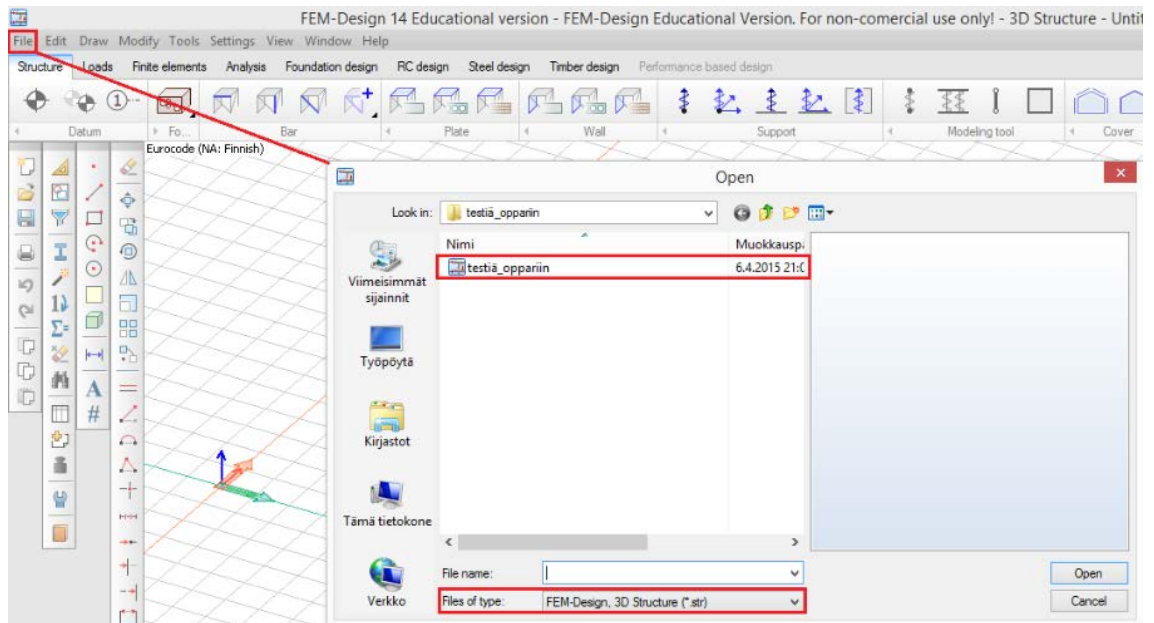 FEM-Design 14 Educational version - FEM-Design Educational Version. For non-comercial use only! - 3D Structure - Untit
File Edit Draw Modify Tools Settings View Window Help
Structure Loads Finite elements Analysis Foundation design RC design Steel design Timber design Performance based design
Datum Fo... Bar Plate Wall Support Modeling tool Cover
Eurocode (NA: Finnish)
Open
Look in: testiä_oppariin
Nimi Muokkauspä
testiä_oppariin 6.4.2015 21:0
Viimeisimmät
sijainnit
Työpöytä
Kirjastot
Tämä tietokone
Verkko
File name: Open
Files of type: FEM-Design, 3D Structure (*.str) Cancel